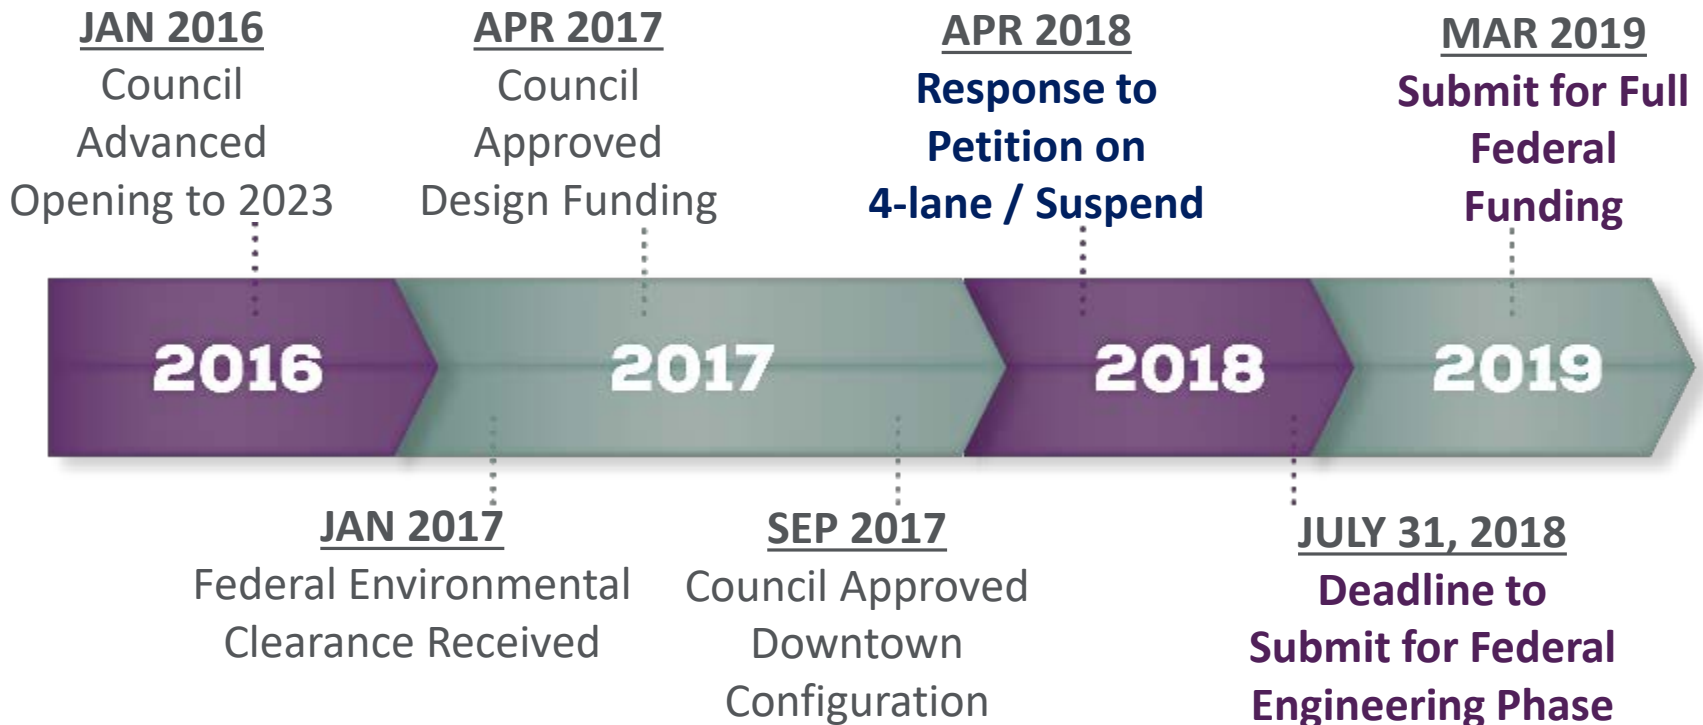 JAN 2016
Council
Advanced
Opening to 2023
APR 2017
Council
Approved
Design Funding
APR 2018
Response to
Petition on
4-lane / Suspend
MAR 2019
Submit for Full
Federal
Funding
2016
2017
2018
2019
JAN 2017
Federal Environmental
Clearance Received
SEP 2017
Council Approved
Downtown
Configuration
JULY 31, 2018
Deadline to
Submit for Federal
Engineering Phase